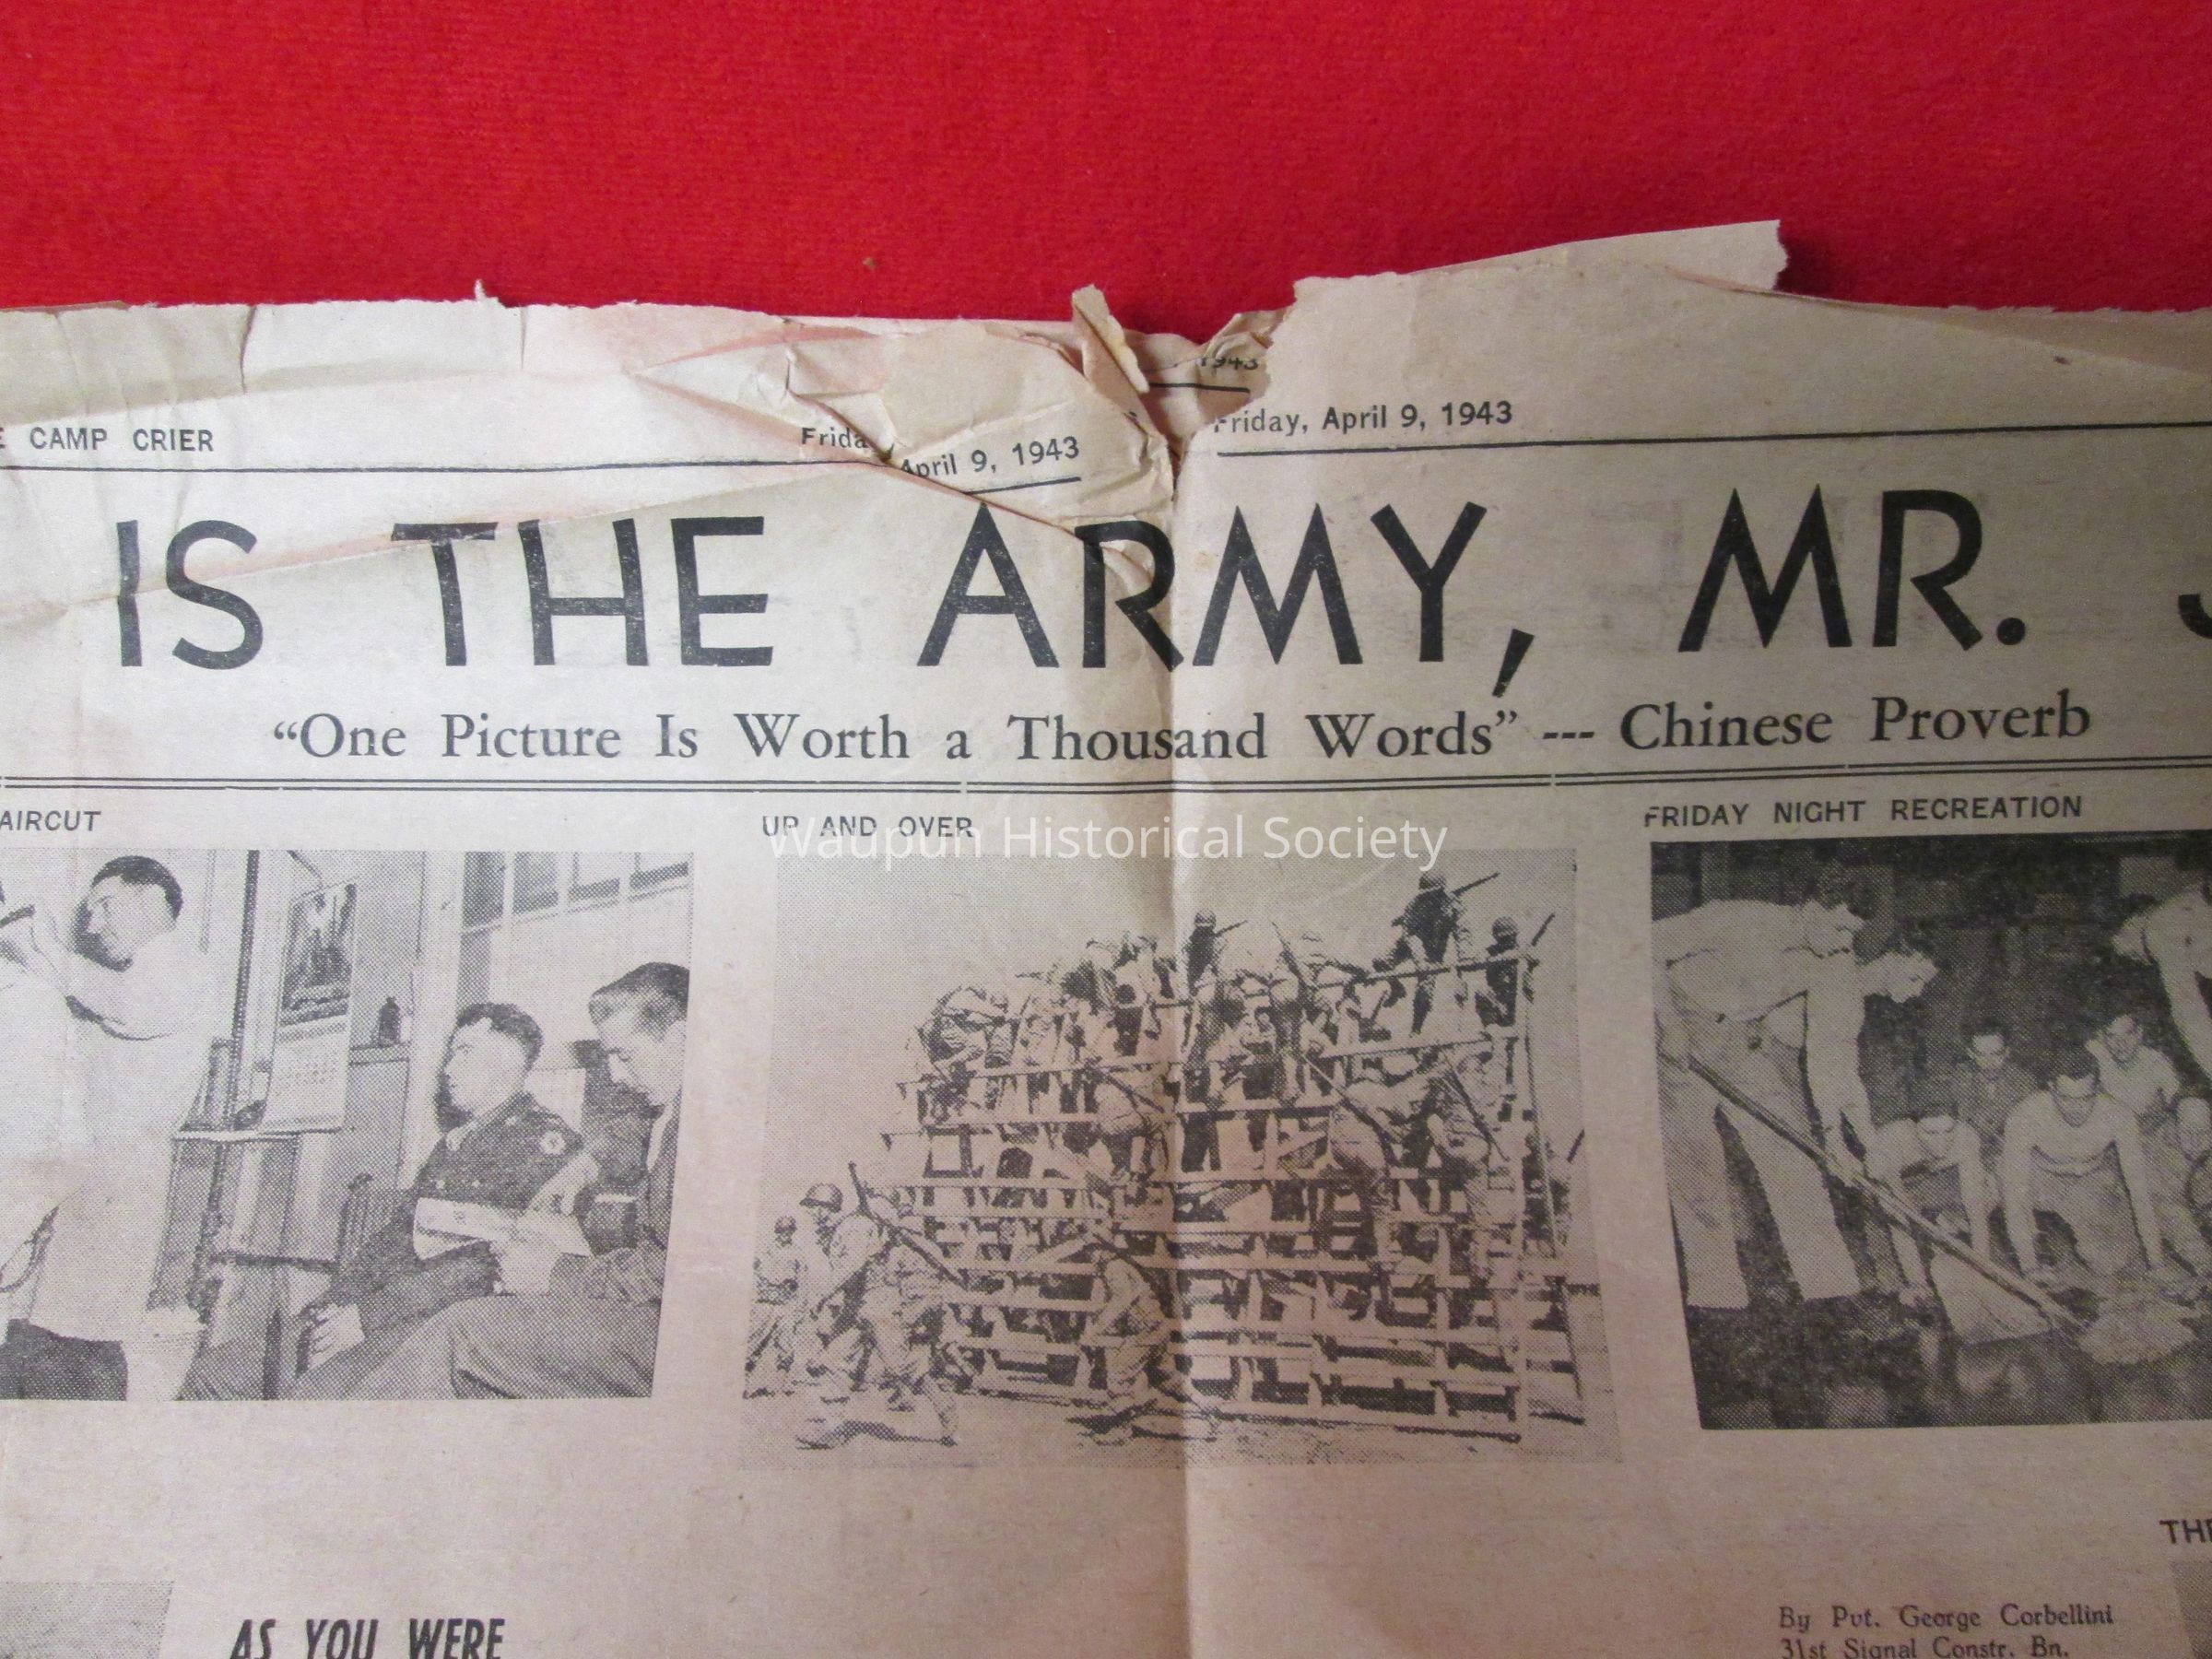 CAMP CRIER
Friday, April 9, 1943
1943
Friday, April 9, 1943
IS THE ARMY, MR.
“One Picture Is Worth a Thousand Words” --- Chinese Proverb
AIRCUT
UP AND OVER
FRIDAY NIGHT RECREATION
Waupun Historical Society
AS YOU WERE
By Pvt. George Corbellini
31st Signal Constr. Bn.